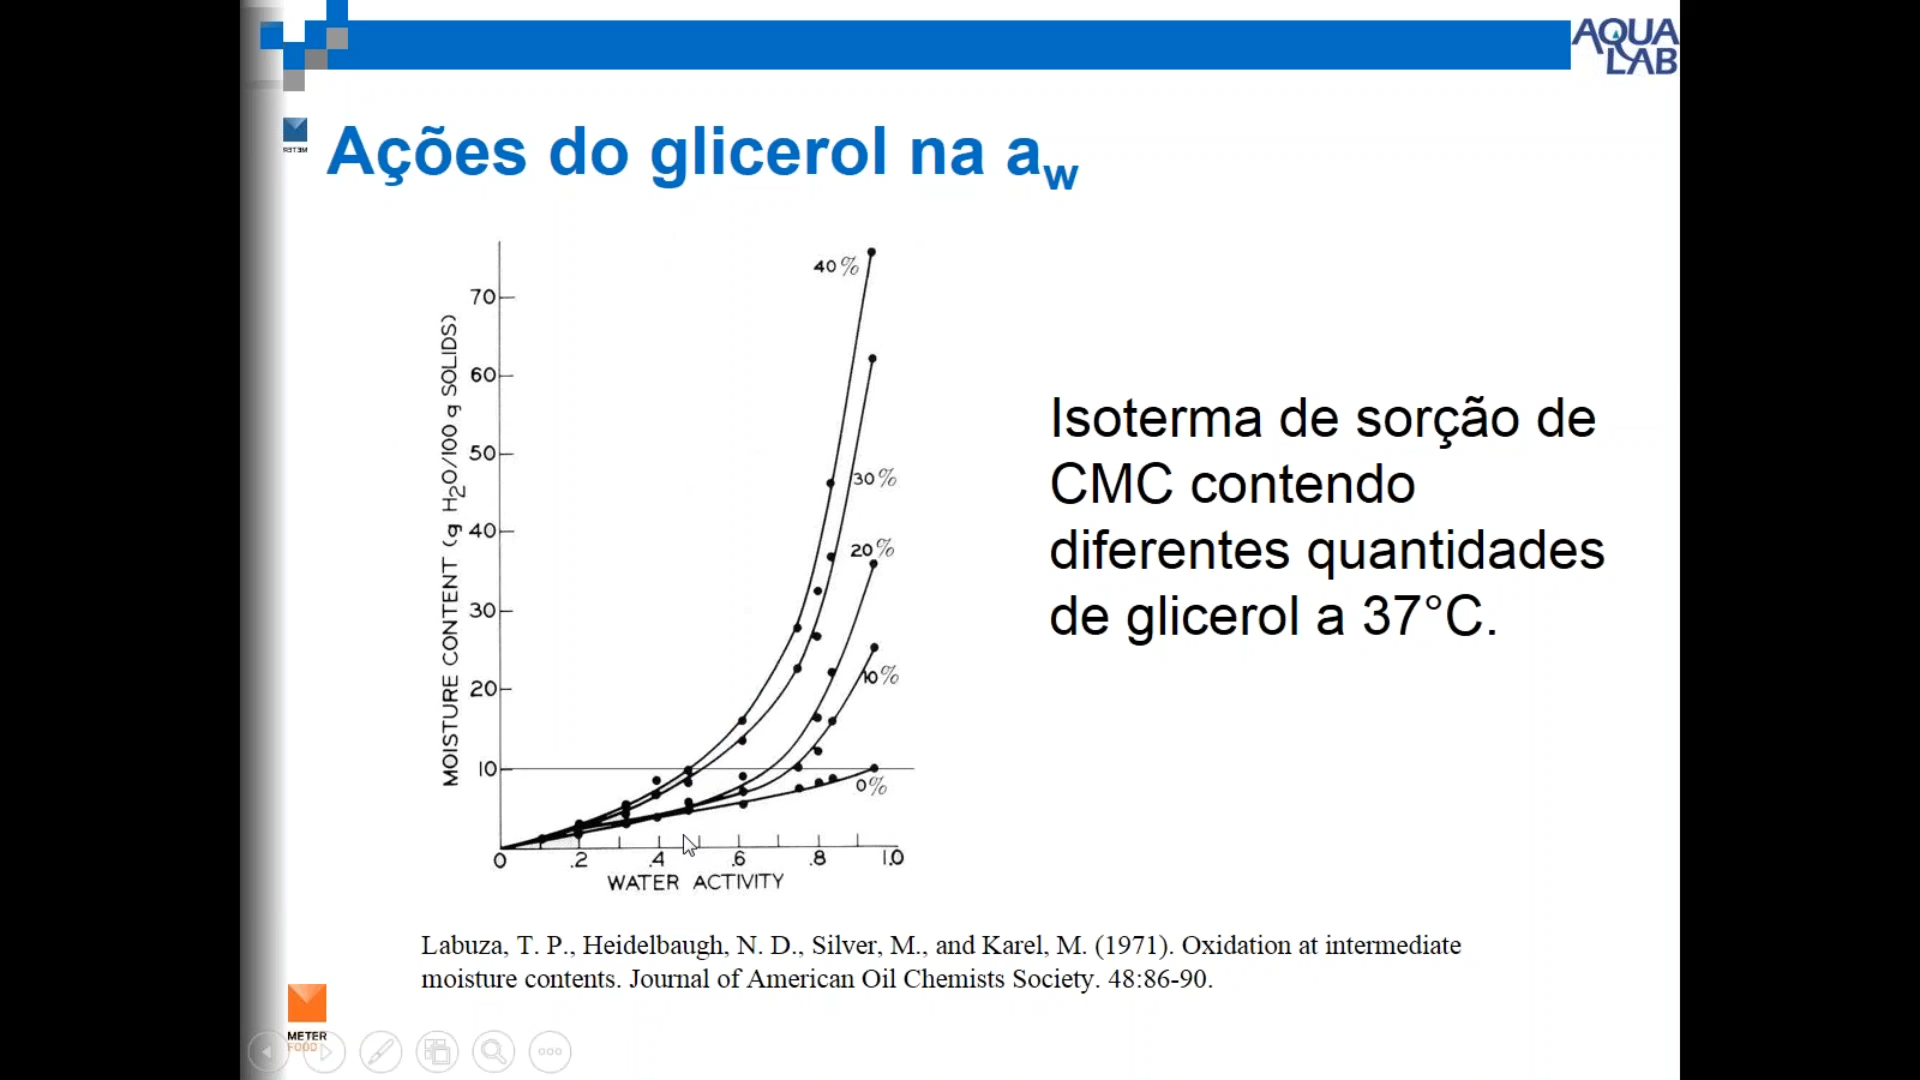 AQUA
LAB
METER
Ações do glicerol na aw
40%
70
60
MOISTURE CONTENT (g H2O/100 g SOLIDS)
50
30%
40
20%
30
20
10%
10
0%
0 .2 .4 .6 .8 1.0
WATER ACTIVITY
Isoterma de sorção de
CMC contendo
diferentes quantidades
de glicerol a 37°C.
Labuza, T. P., Heidelbaugh, N. D., Silver, M., and Karel, M. (1971). Oxidation at intermediate
moisture contents. Journal of American Oil Chemists Society. 48:86-90.
METER
FOOD